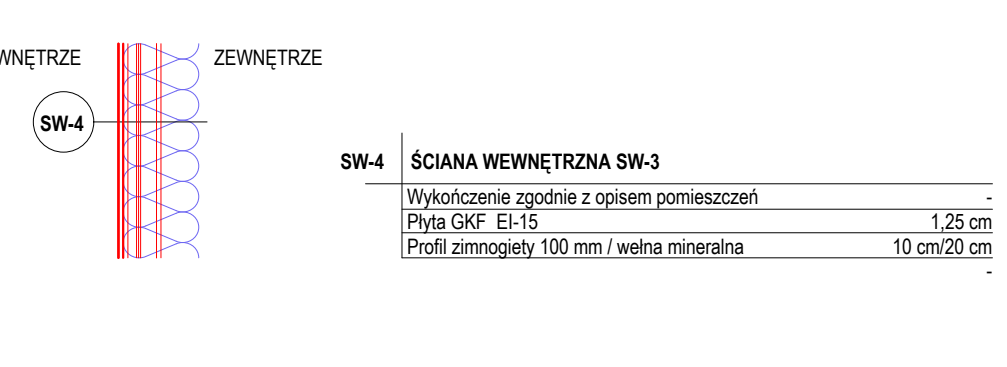 WNĘTRZE ZEWNĘTRZE
SW-4
SW-4 ŚCIANA WEWNĘTRZNA SW-3
Wykończenie zgodnie z opisem pomieszczeń -
Płyta GKF EI-15 1,25 cm
Profil zimnogięty 100 mm / wełna mineralna 10 cm/20 cm
-